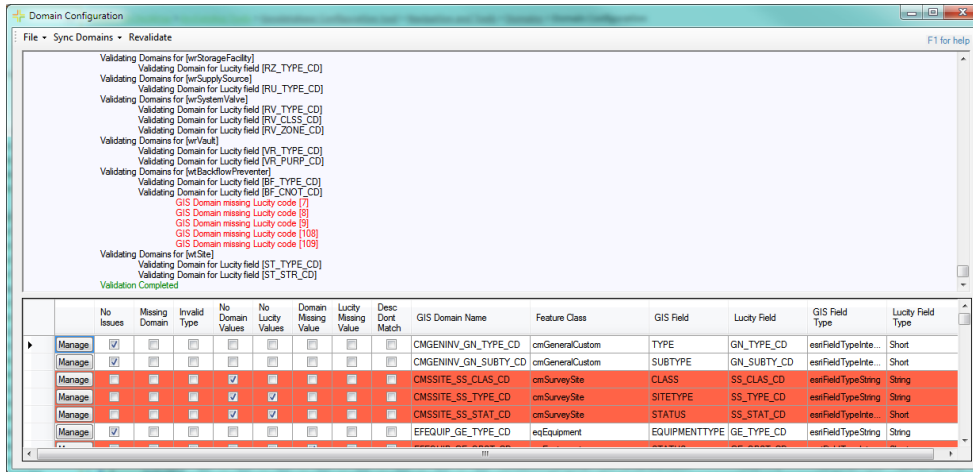 Domain Configuration
File Sync Domains Revalidate F1 for help
Validating Domains for [wrStorageFacility]
Validating Domain for Lucity field [RZ_TYPE_CD]
Validating Domains for [wrSupplySource]
Validating Domain for Lucity field [RU_TYPE_CD]
Validating Domains for [wrSystemValve]
Validating Domain for Lucity field [RV_TYPE_CD]
Validating Domain for Lucity field [RV_CLSS_CD]
Validating Domain for Lucity field [RV_ZONE_CD]
Validating Domains for [wrVault]
Validating Domain for Lucity field [VR_TYPE_CD]
Validating Domain for Lucity field [VR_PURP_CD]
Validating Domains for [wtBackflowPreventer]
Validating Domain for Lucity field [BF_TYPE_CD]
Validating Domain for Lucity field [BF_CNOT_CD]
GIS Domain missing Lucity code [7]
GIS Domain missing Lucity code [8]
GIS Domain missing Lucity code [9]
GIS Domain missing Lucity code [108]
GIS Domain missing Lucity code [109]
Validating Domains for [wtSite]
Validating Domain for Lucity field [ST_TYPE_CD]
Validating Domain for Lucity field [ST_STR_CD]
Validation Completed
No Issues Missing Domain Invalid Type No Domain Values No Lucity Values Domain Missing Value Lucity Missing Value Desc Dont Match GIS Domain Name Feature Class GIS Field Lucity Field GIS Field Type Lucity Field Type
Manage CMGENINV_GN_TYPE_CD cmGeneralCustom TYPE GN_TYPE_CD esriFieldTypeInte... Short
Manage CMGENINV_GN_SUBTY_CD cmGeneralCustom SUBTYPE GN_SUBTY_CD esriFieldTypeInte... Short
Manage CMSSITE_SS_CLAS_CD cmSurveySite CLASS SS_CLAS_CD esriFieldTypeString String
Manage CMSSITE_SS_TYPE_CD cmSurveySite SITETYPE SS_TYPE_CD esriFieldTypeString String
Manage CMSSITE_SS_STAT_CD cmSurveySite STATUS SS_STAT_CD esriFieldTypeInte... Short
Manage EFEQUIP_GE_TYPE_CD eqEquipment EQUIPMENTTYPE GE_TYPE_CD esriFieldTypeString String